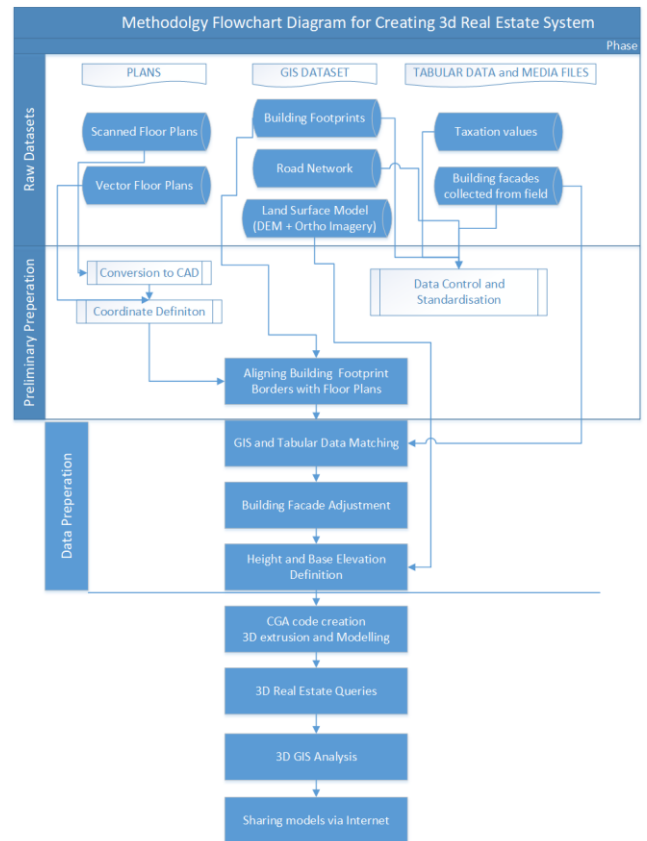 Methodolgy Flowchart Diagram for Creating 3d Real Estate System
Phase
Raw Datasets
PLANS
GIS DATASET
TABULAR DATA and MEDIA FILES
Scanned Floor Plans
Building Footprints
Taxation values
Vector Floor Plans
Road Network
Building facades
collected from field
Land Surface Model
(DEM + Ortho Imagery)
Preliminary Preperation
Conversion to CAD
Data Control and
Standardisation
Coordinate Definiton
Aligning Building Footprint
Borders with Floor Plans
Data Preperation
GIS and Tabular Data Matching
Building Facade Adjustment
Height and Base Elevation
Definition
CGA code creation
3D extrusion and Modelling
3D Real Estate Queries
3D GIS Analysis
Sharing models via Internet